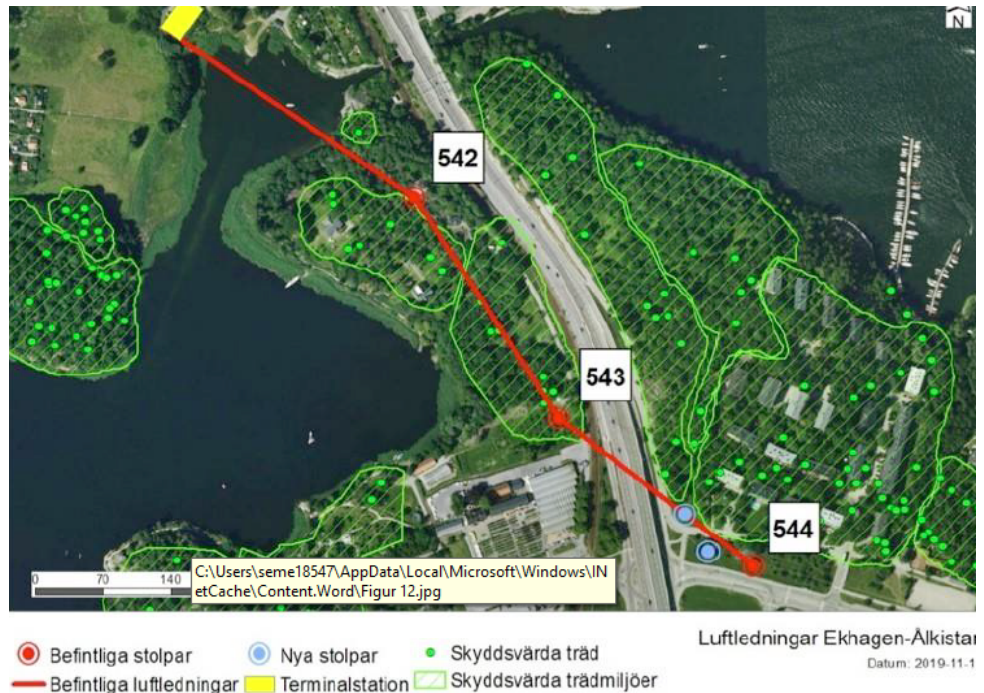 N
542
543
544
0 70 140
C:\Users\seme18547\AppData\Local\Microsoft\Windows\IN
etCache\Content.Word\Figur 12.jpg
Luftledningar Ekhagen-Ålkistan
Datum: 2019-11-1
Befintliga stolpar
Nya stolpar
Skyddsvärda träd
Befintliga luftledningar
Terminalstation
Skyddsvärda trädmiljöer